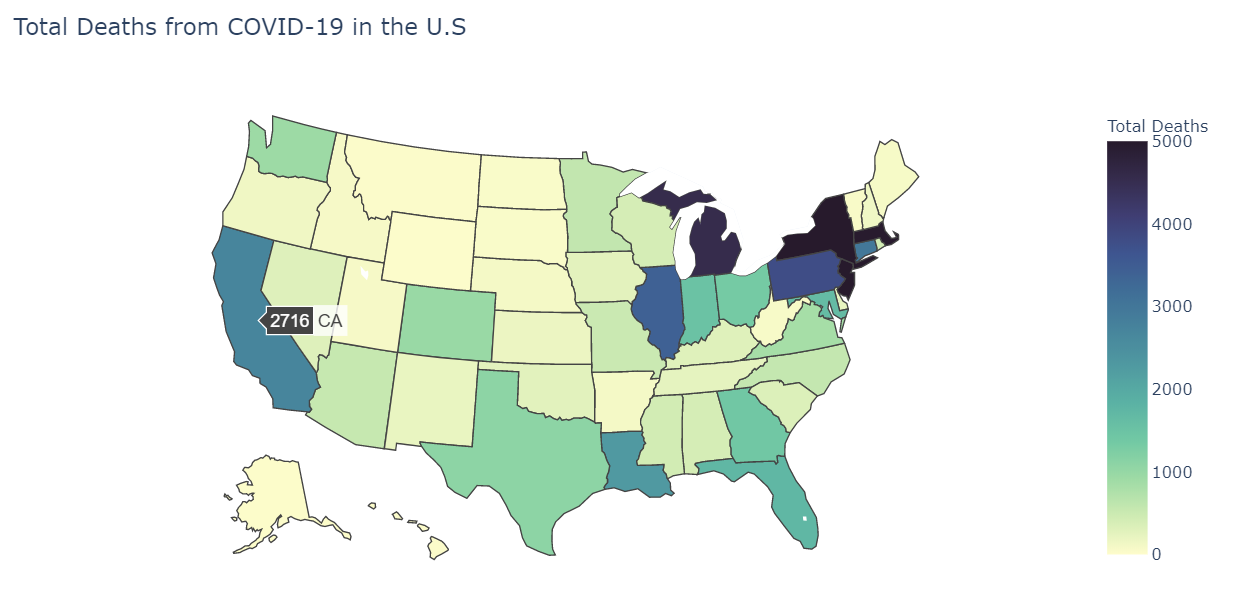 Total Deaths from COVID-19 in the U.S
Total Deaths
5000
4000
3000
2716 CA
2000
1000
0